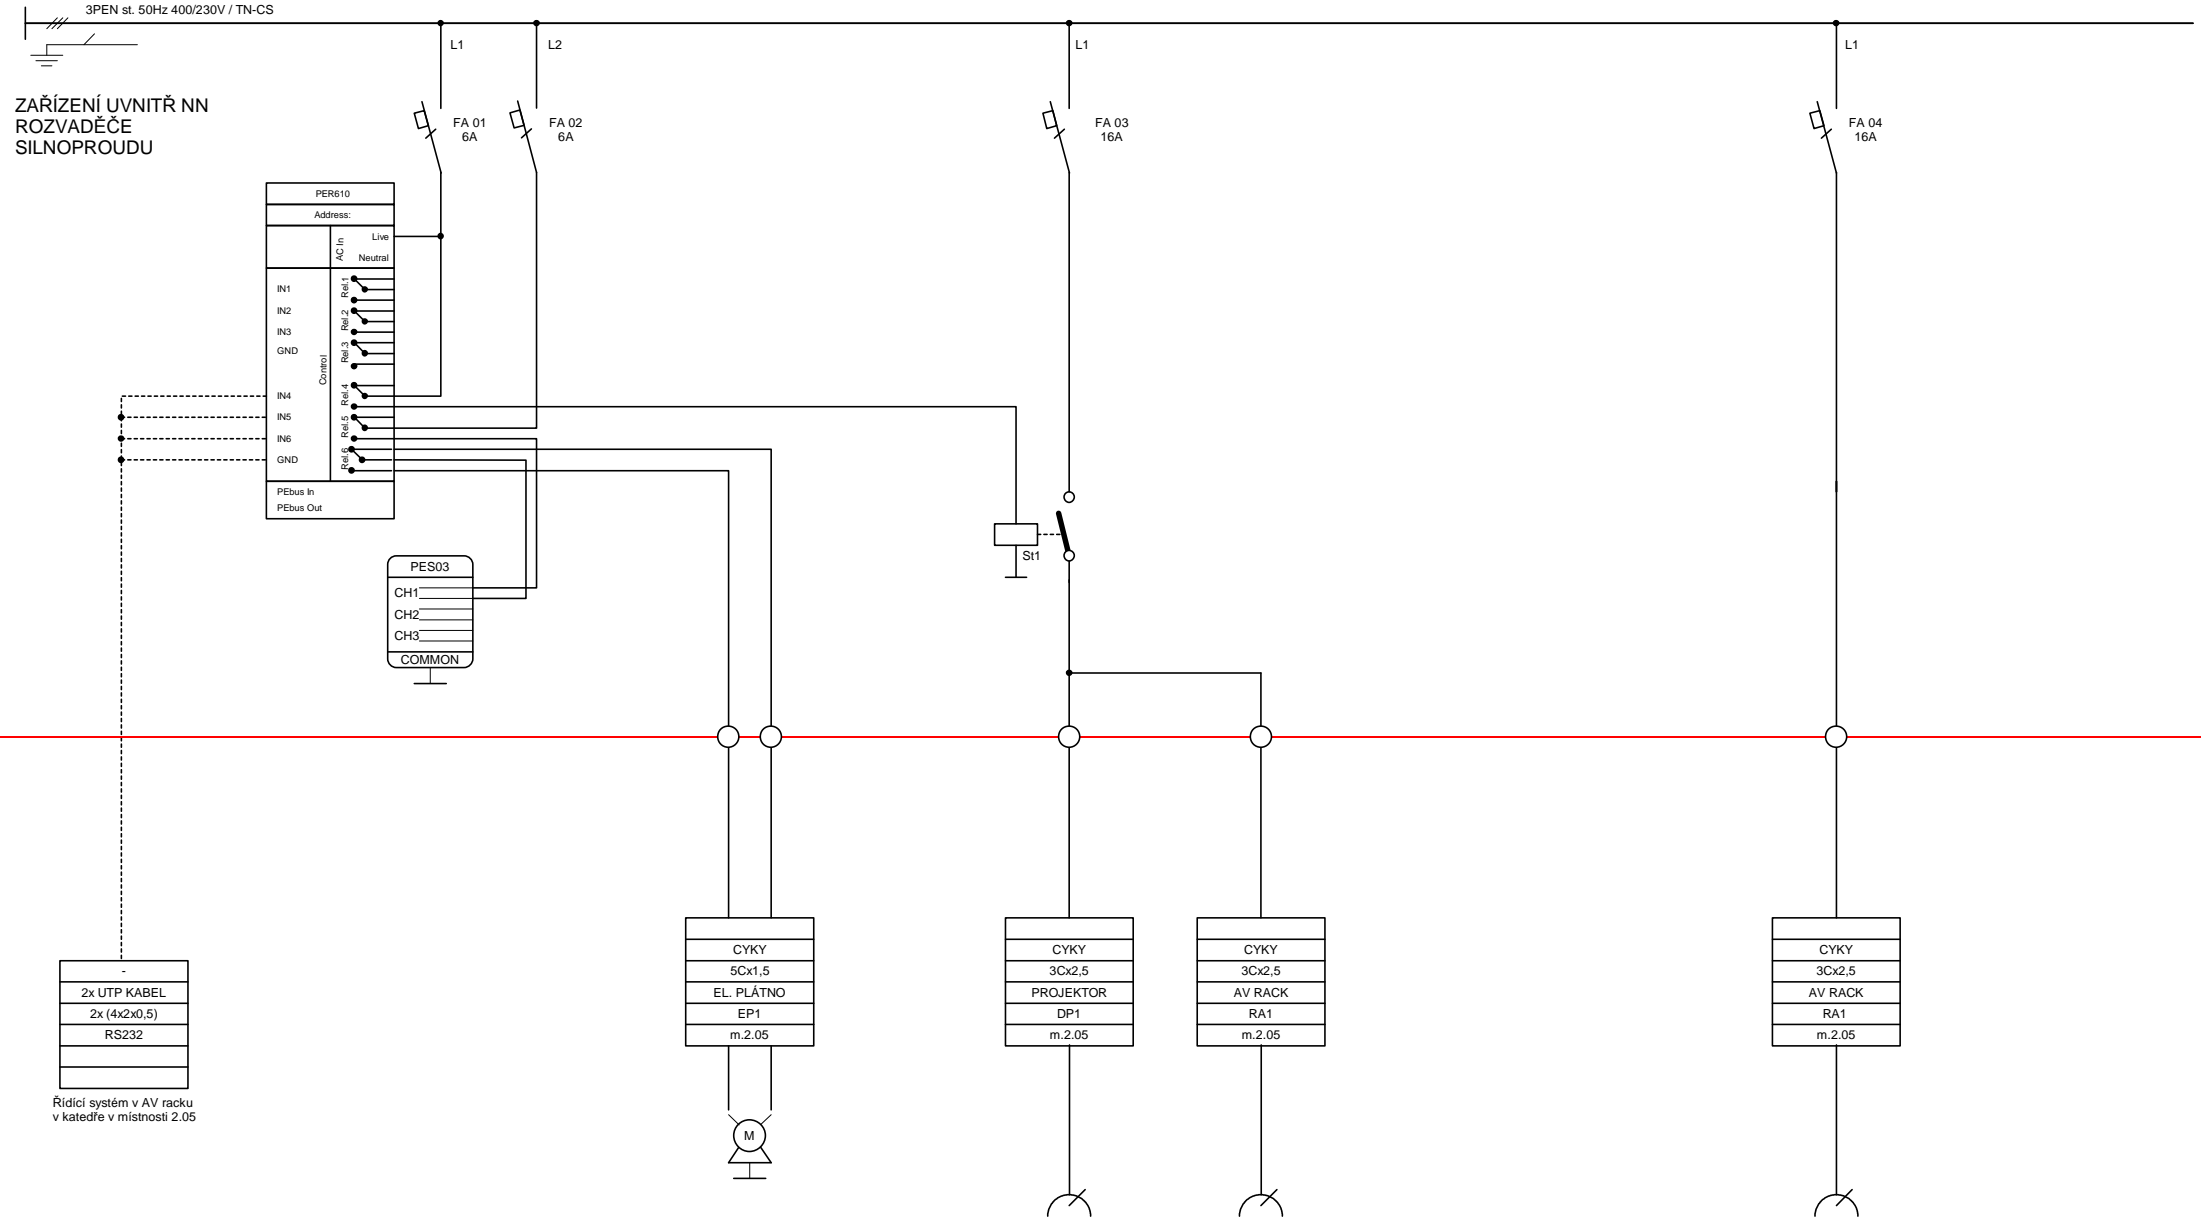 3PEN st. 50Hz 400/230V / TN-CS
L1
L2
L1
L1
ZAŘÍZENÍ UVNITŘ NN
ROZVADĚČE
SILNOPROUDU
FA 01
6A
FA 02
6A
FA 03
16A
FA 04
16A
PER610
Address:
AC In
Live
Neutral
IN1
IN2
IN3
GND
IN4
IN5
IN6
GND
Control
Rel.1
Rel.2
Rel.3
Rel.4
Rel.5
Rel.6
PEbus In
PEbus Out
St1
PES03
CH1
CH2
CH3
COMMON
-
2x UTP KABEL
2x (4x2x0,5)
RS232
Řídící systém v AV racku
v katedře v místnosti 2.05
CYKY
5Cx1,5
EL. PLÁTNO
EP1
m.2.05
M
CYKY
3Cx2,5
PROJEKTOR
DP1
m.2.05
CYKY
3Cx2,5
AV RACK
RA1
m.2.05
CYKY
3Cx2,5
AV RACK
RA1
m.2.05